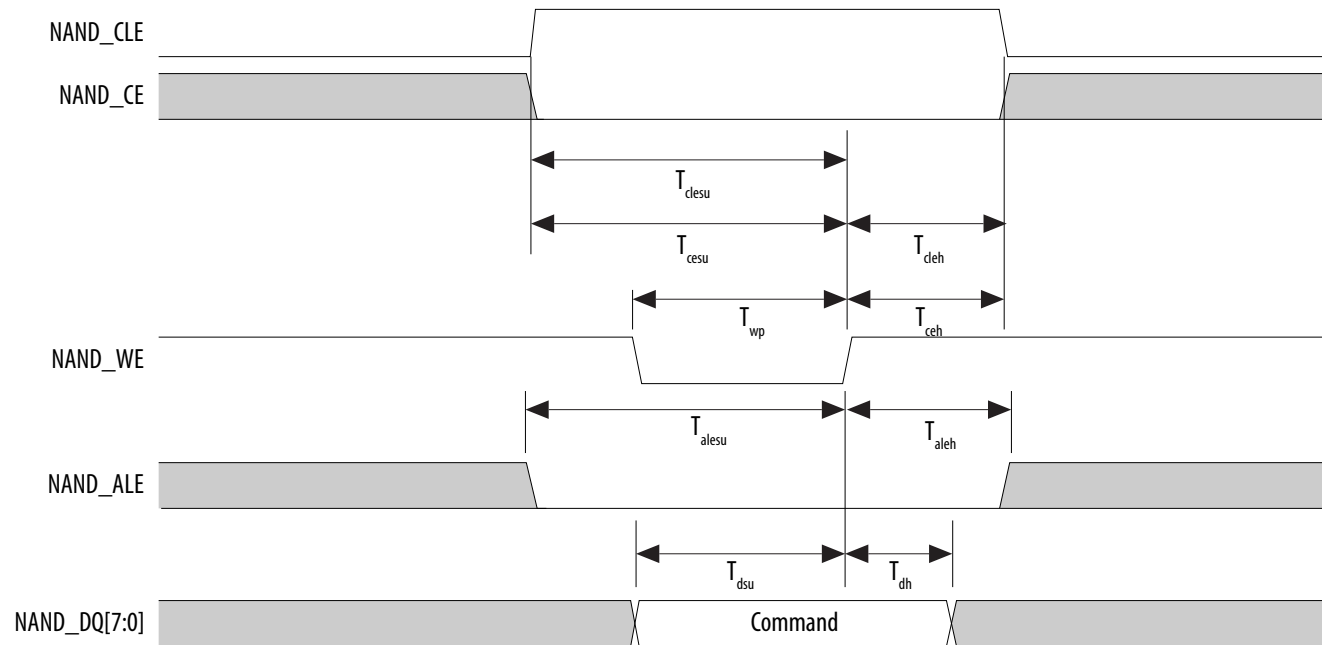 NAND_CLE
NAND_CE
T_clesu
T_cesu
T_cleh
T_wp
T_ceh
NAND_WE
T_alesu
T_aleh
NAND_ALE
T_dsu
T_dh
NAND_DQ[7:0]
Command